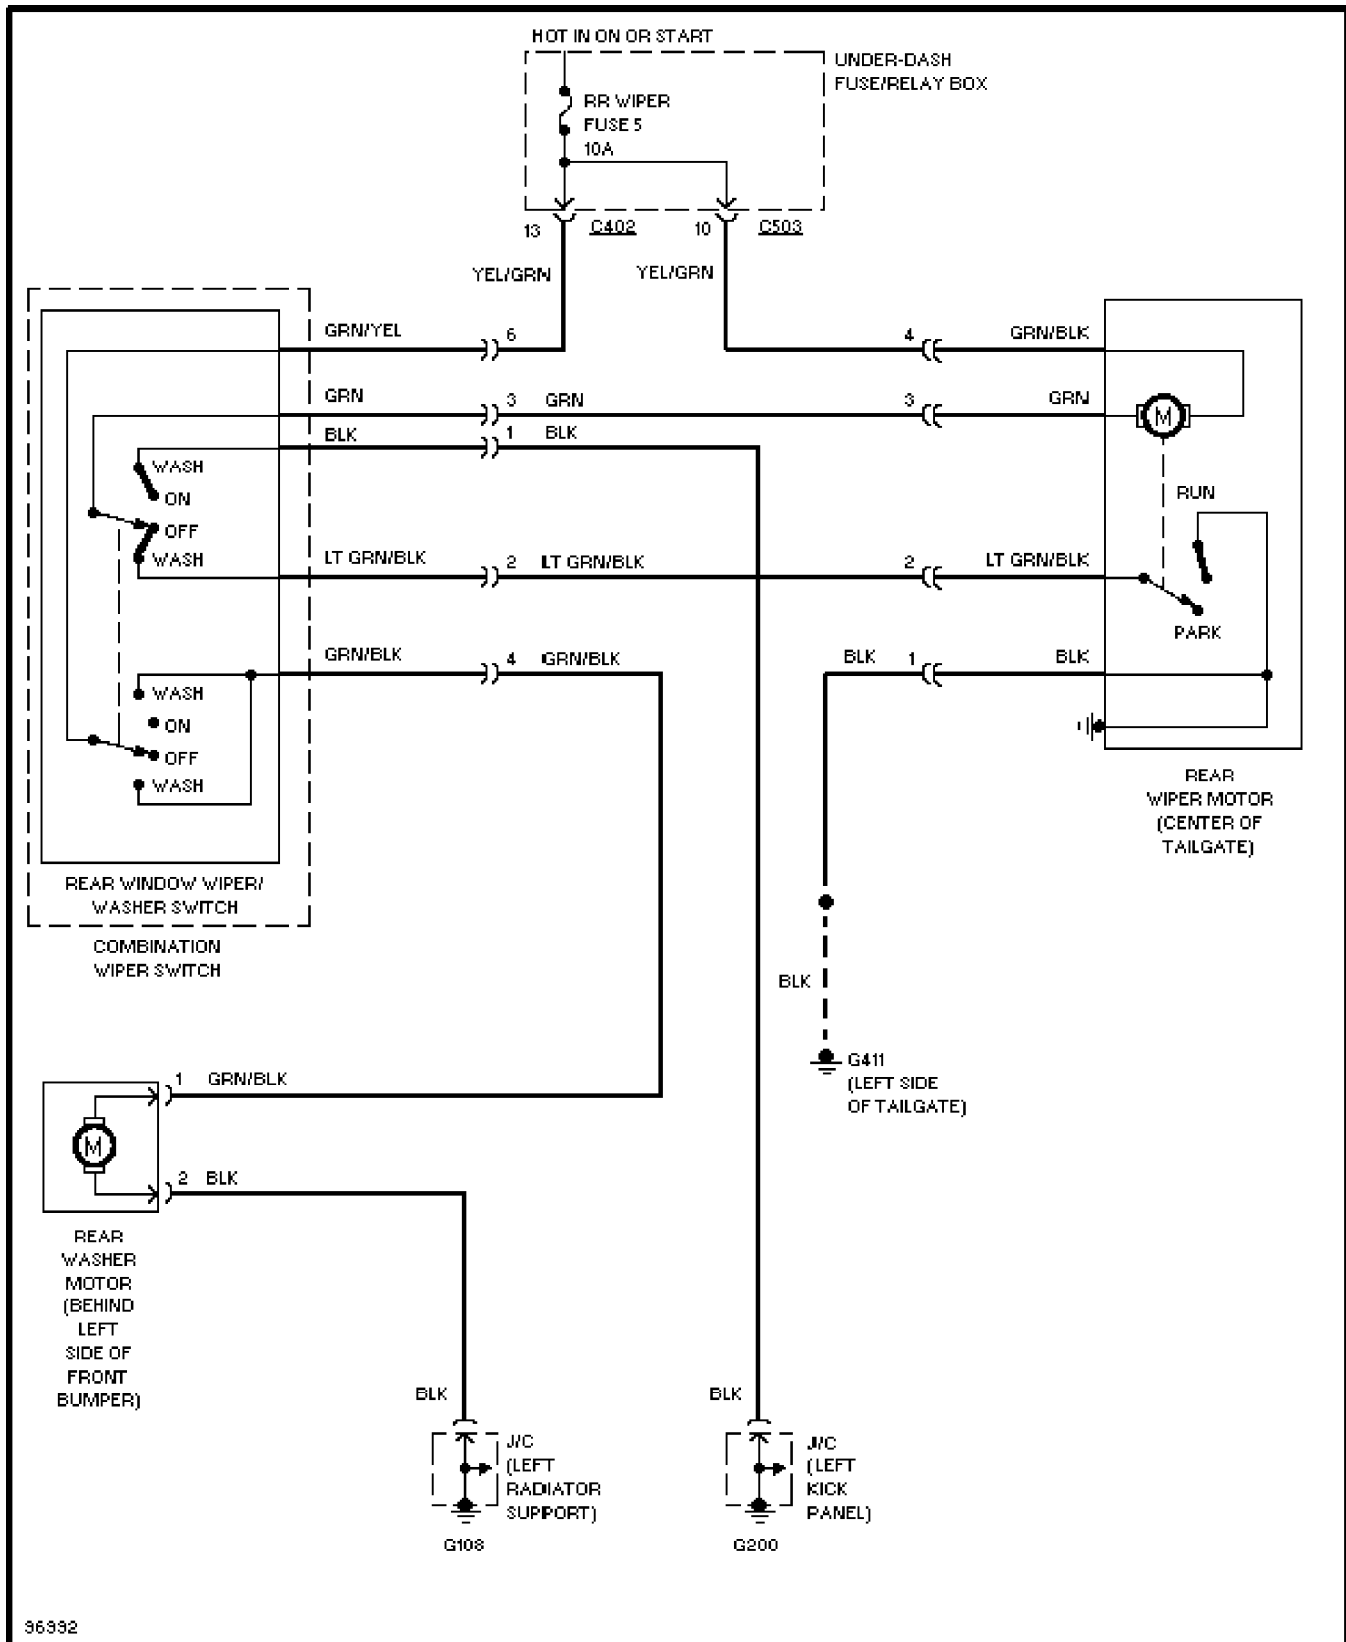 HOT IN ON OR START
UNDER-DASH
FUSE/RELAY BOX
RR WIPER
FUSE 5
10A
13
C402
10
C503
YEL/GRN
YEL/GRN
GRN/YEL
6
4
GRN/BLK
GRN
3
GRN
3
GRN
BLK
1
BLK
M
WASH
ON
OFF
WASH
RUN
LT GRN/BLK
2
LT GRN/BLK
2
LT GRN/BLK
PARK
GRN/BLK
4
GRN/BLK
BLK
1
BLK
WASH
ON
OFF
WASH
REAR
WIPER MOTOR
(CENTER OF
TAILGATE)
REAR WINDOW WIPER/
WASHER SWITCH
COMBINATION
WIPER SWITCH
BLK
G411
(LEFT SIDE
OF TAILGATE)
1
GRN/BLK
M
2
BLK
REAR
WASHER
MOTOR
(BEHIND
LEFT
SIDE OF
FRONT
BUMPER)
BLK
BLK
J/C
(LEFT
RADIATOR
SUPPORT)
G108
J/C
(LEFT
KICK
PANEL)
G200
96992